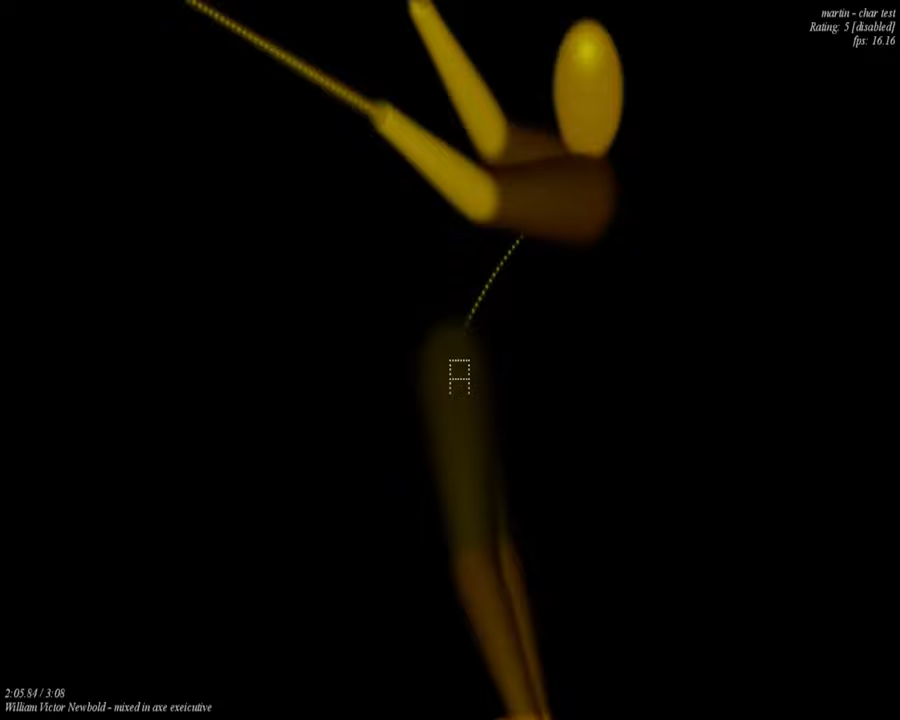 martin - char test
Rating: 5 [disabled]
fps: 16.16
A
2:05.84 / 3:08
William Victor Newbold - mixed in axe exeicutive